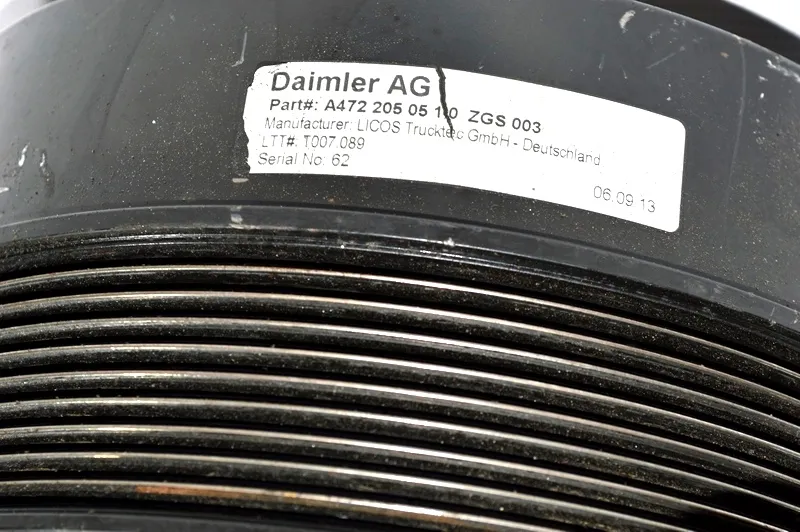 Daimler AG
Part#: A472 205 05 10 ZGS 003
Manufacturer: LICOS Trucktec GmbH - Deutschland
LTT#: T007.089
Serial No: 62
06.09.13